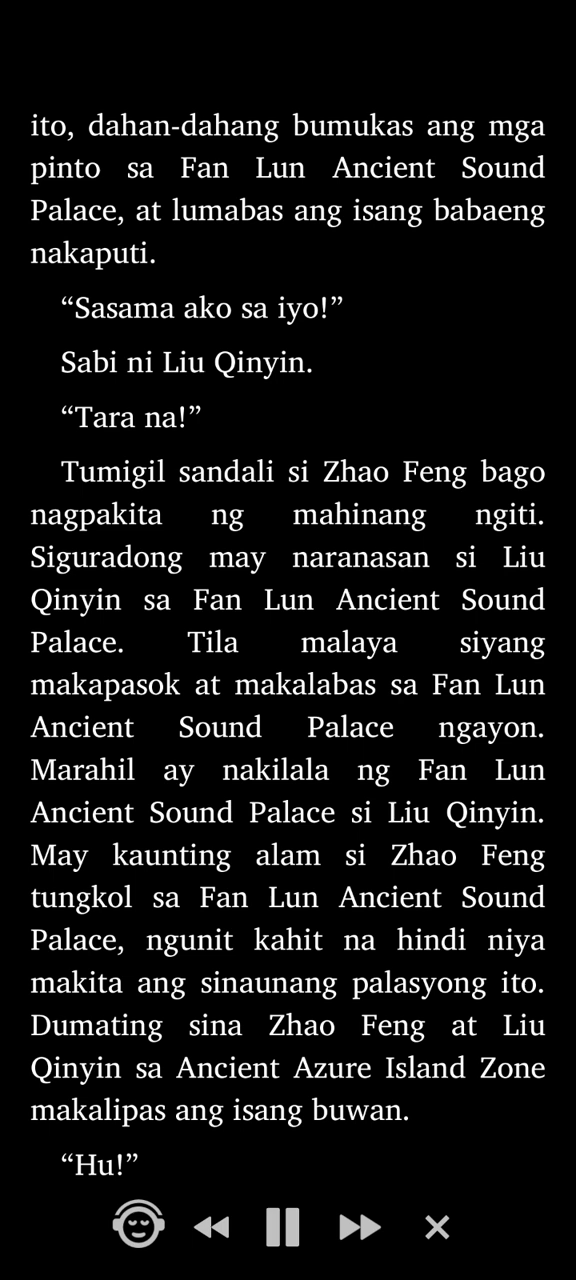 ito, dahan-dahang bumukas ang mga
pinto sa Fan Lun Ancient Sound
Palace, at lumabas ang isang babaeng
nakaputi.
“Sasama ako sa iyo!”
Sabi ni Liu Qinyin.
“Tara na!”
Tumigil sandali si Zhao Feng bago
nagpakita ng mahinang ngiti.
Siguradong may naranasan si Liu
Qinyin sa Fan Lun Ancient Sound
Palace. Tila malaya siyang
makapasok at makalabas sa Fan Lun
Ancient Sound Palace ngayon.
Marahil ay nakilala ng Fan Lun
Ancient Sound Palace si Liu Qinyin.
May kaunting alam si Zhao Feng
tungkol sa Fan Lun Ancient Sound
Palace, ngunit kahit na hindi niya
makita ang sinaunang palasyong ito.
Dumating sina Zhao Feng at Liu
Qinyin sa Ancient Azure Island Zone
makalipas ang isang buwan.
“Hu!”